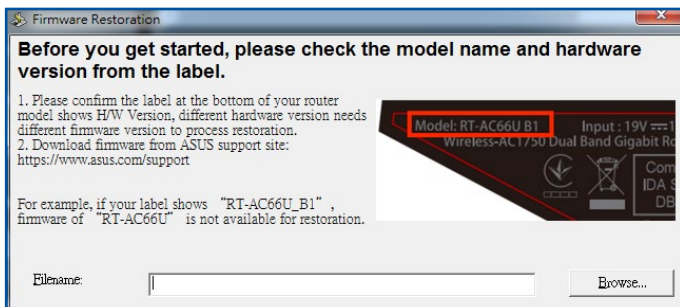 Firmware Restoration
Before you get started, please check the model name and hardware
version from the label.
1. Please confirm the label at the bottom of your router
model shows H/W Version, different hardware version needs
different firmware version to process restoration.
2. Download firmware from ASUS support site:
https://www.asus.com/support
For example, if your label shows “RT-AC66U_B1”,
firmware of “RT-AC66U” is not available for restoration.
Model: RT-AC66U B1 Input : 19V
Wireless-AC1750 Dual Band Gigabit
IDA
DB
Filename:
Browse...